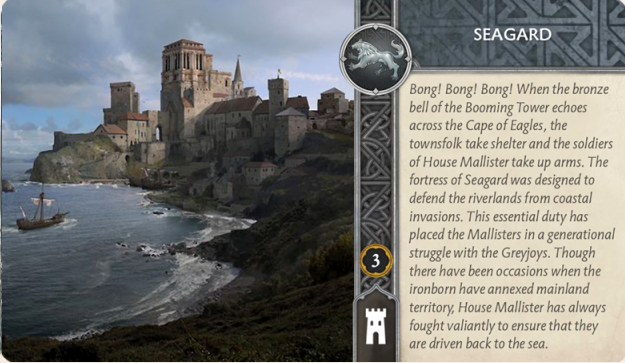 SEAGARD
Bong! Bong! Bong! When the bronze
bell of the Booming Tower echoes
across the Cape of Eagles, the
townsfolk take shelter and the soldiers
of House Mallister take up arms. The
fortress of Seagard was designed to
defend the riverlands from coastal
invasions. This essential duty has
placed the Mallisters in a generational
struggle with the Greyjoys. Though
there have been occasions when the
ironborn have annexed mainland
territory, House Mallister has always
fought valiantly to ensure that they
are driven back to the sea.
3